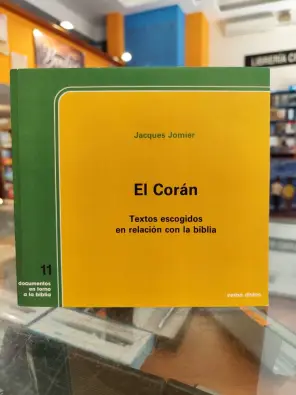 LIBRERÍA C
Jacques Jomier
El Corán
Textos escogidos
en relación con la biblia
11
documentos
en torno
a la biblia
verbo divino